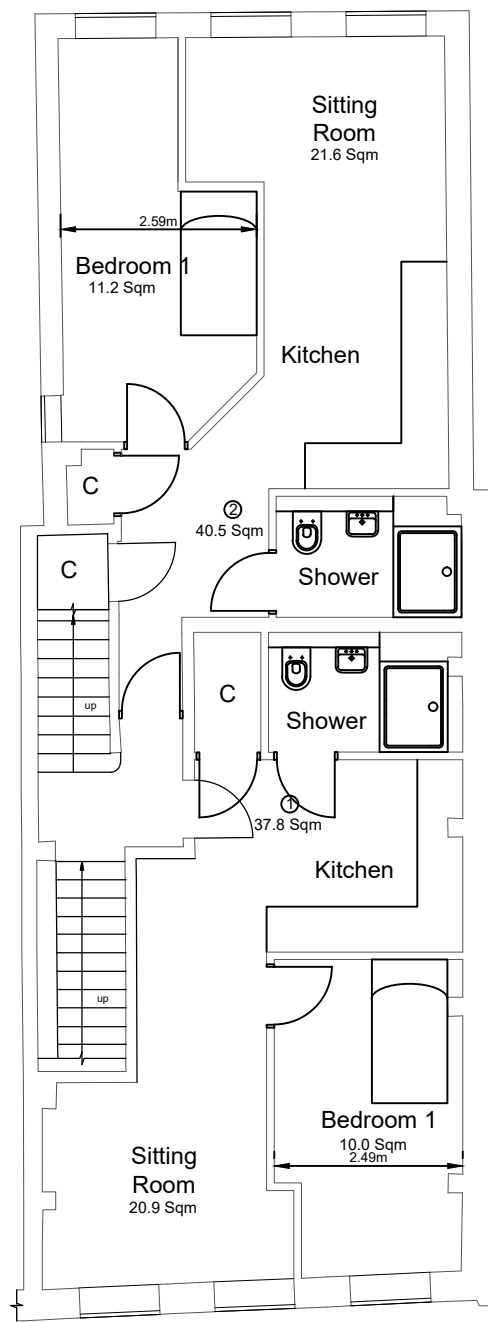 Sitting
Room
21.6 Sqm
2.59m
Bedroom 1
11.2 Sqm
Kitchen
C
2
40.5 Sqm
C
Shower
up
C
Shower
1
37.8 Sqm
Kitchen
up
Bedroom 1
10.0 Sqm
2.49m
Sitting
Room
20.9 Sqm